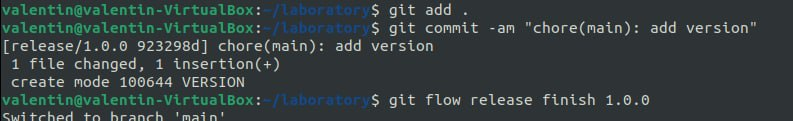 valentin@valentin-VirtualBox:~/laboratory$ git add .
valentin@valentin-VirtualBox:~/laboratory$ git commit -am "chore(main): add version"
[release/1.0.0 923298d] chore(main): add version
 1 file changed, 1 insertion(+)
 create mode 100644 VERSION
valentin@valentin-VirtualBox:~/laboratory$ git flow release finish 1.0.0
Switched to branch 'main'